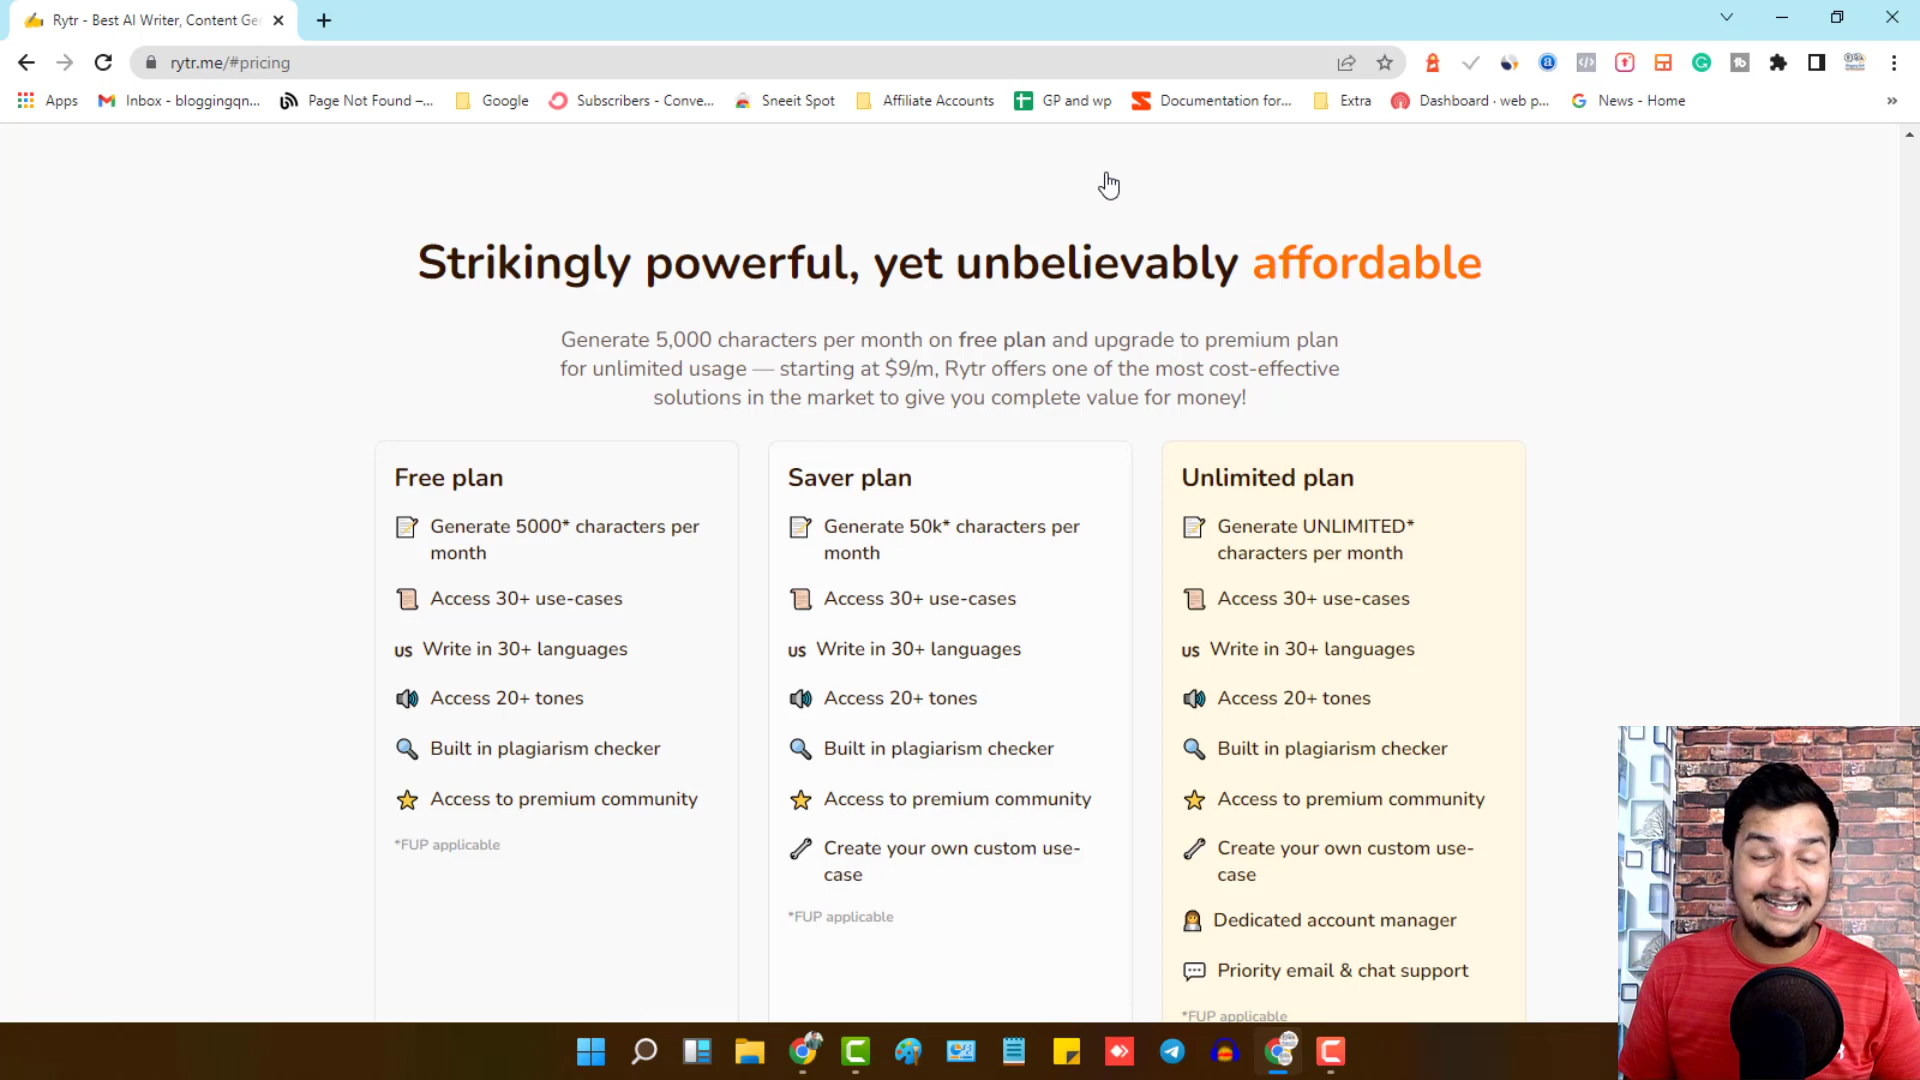 Rytr - Best AI Writer, Content Ge
rytr.me/#pricing
Apps
Inbox - bloggingqn...
Page Not Found –...
Google
Subscribers - Conve...
Sneeit Spot
Affiliate Accounts
GP and wp
Documentation for...
Extra
Dashboard · web p...
News - Home
Strikingly powerful, yet unbelievably affordable
Generate 5,000 characters per month on free plan and upgrade to premium plan
for unlimited usage — starting at $9/m, Rytr offers one of the most cost-effective
solutions in the market to give you complete value for money!
Free plan
Generate 5000* characters per
month
Access 30+ use-cases
US Write in 30+ languages
Access 20+ tones
Built in plagiarism checker
Access to premium community
*FUP applicable
Saver plan
Generate 50k* characters per
month
Access 30+ use-cases
US Write in 30+ languages
Access 20+ tones
Built in plagiarism checker
Access to premium community
Create your own custom use-
case
*FUP applicable
Unlimited plan
Generate UNLIMITED*
characters per month
Access 30+ use-cases
US Write in 30+ languages
Access 20+ tones
Built in plagiarism checker
Access to premium community
Create your own custom use-
case
Dedicated account manager
Priority email & chat support
*FUP applicable